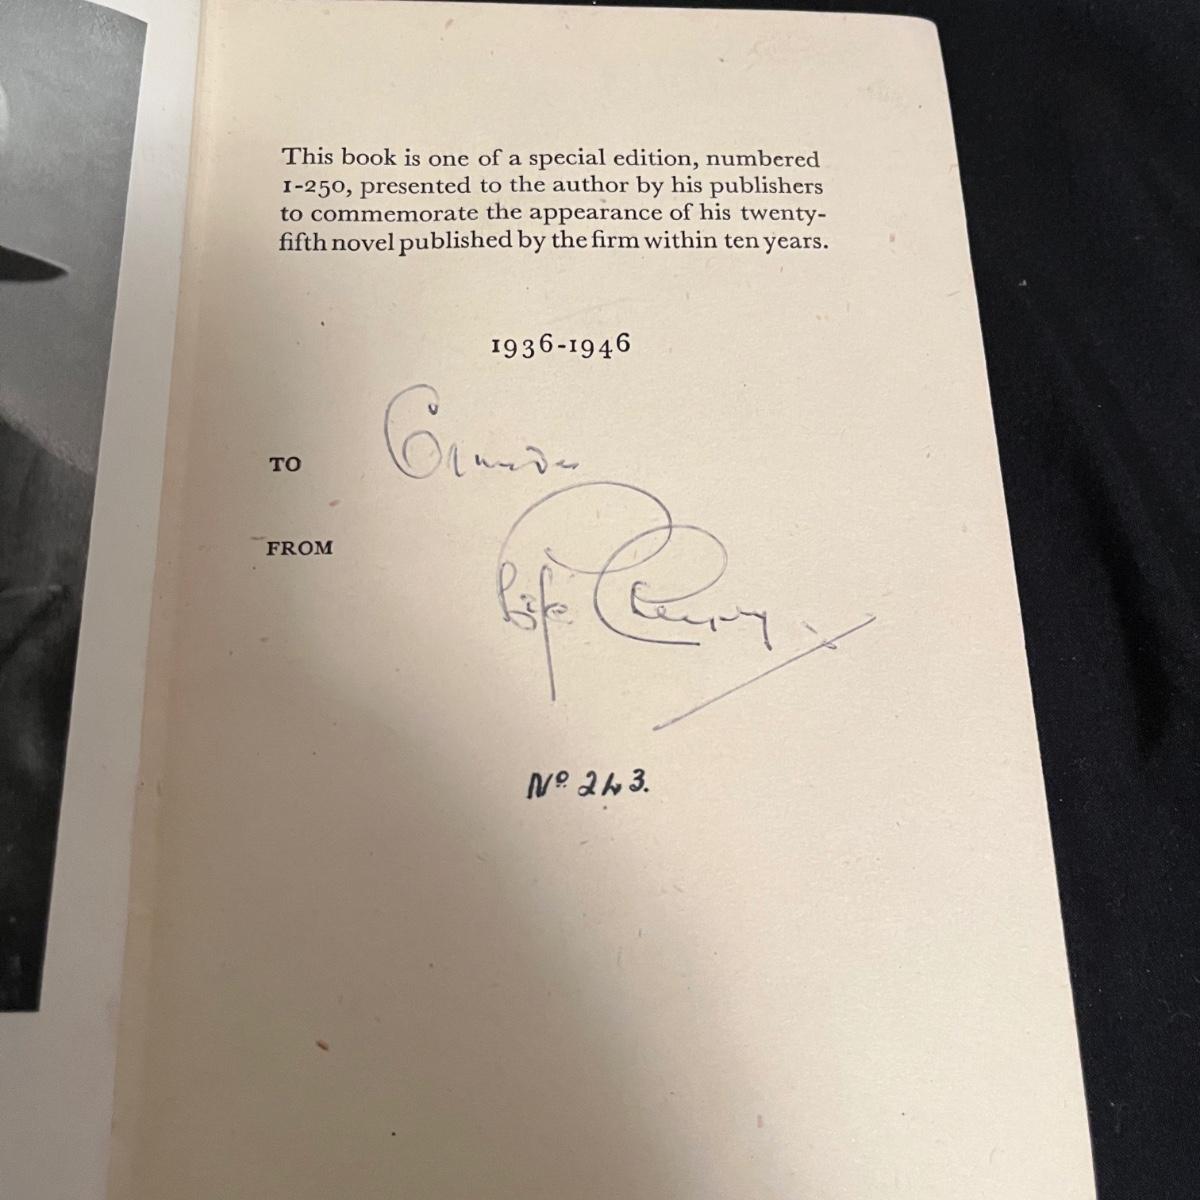 This book is one of a special edition, numbered
1-250, presented to the author by his publishers
to commemorate the appearance of his twenty-
fifth novel published by the firm within ten years.
1936-1946
TO
FROM
Peter Cheyney
Nº 243.